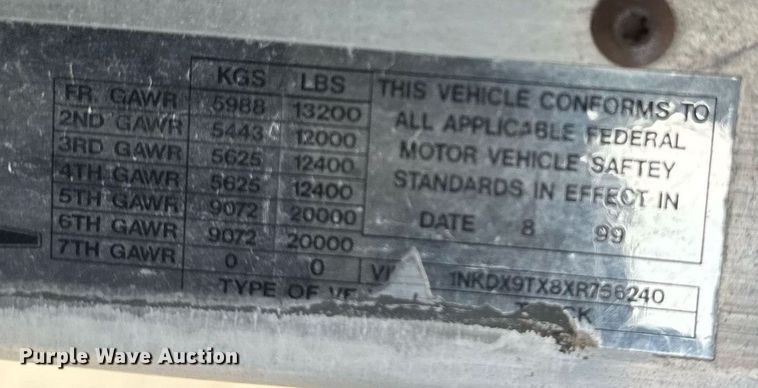 KGS LBS
FR. GAWR 5988 13200
2ND GAWR 5443 12000
3RD GAWR 5625 12400
4TH GAWR 5625 12400
5TH GAWR 9072 20000
6TH GAWR 9072 20000
7TH GAWR 0 0
THIS VEHICLE CONFORMS TO
ALL APPLICABLE FEDERAL
MOTOR VEHICLE SAFTEY
STANDARDS IN EFFECT IN
DATE 8 99
1NKDX9TX8XR756240
TYPE OF
Purple Wave Auction